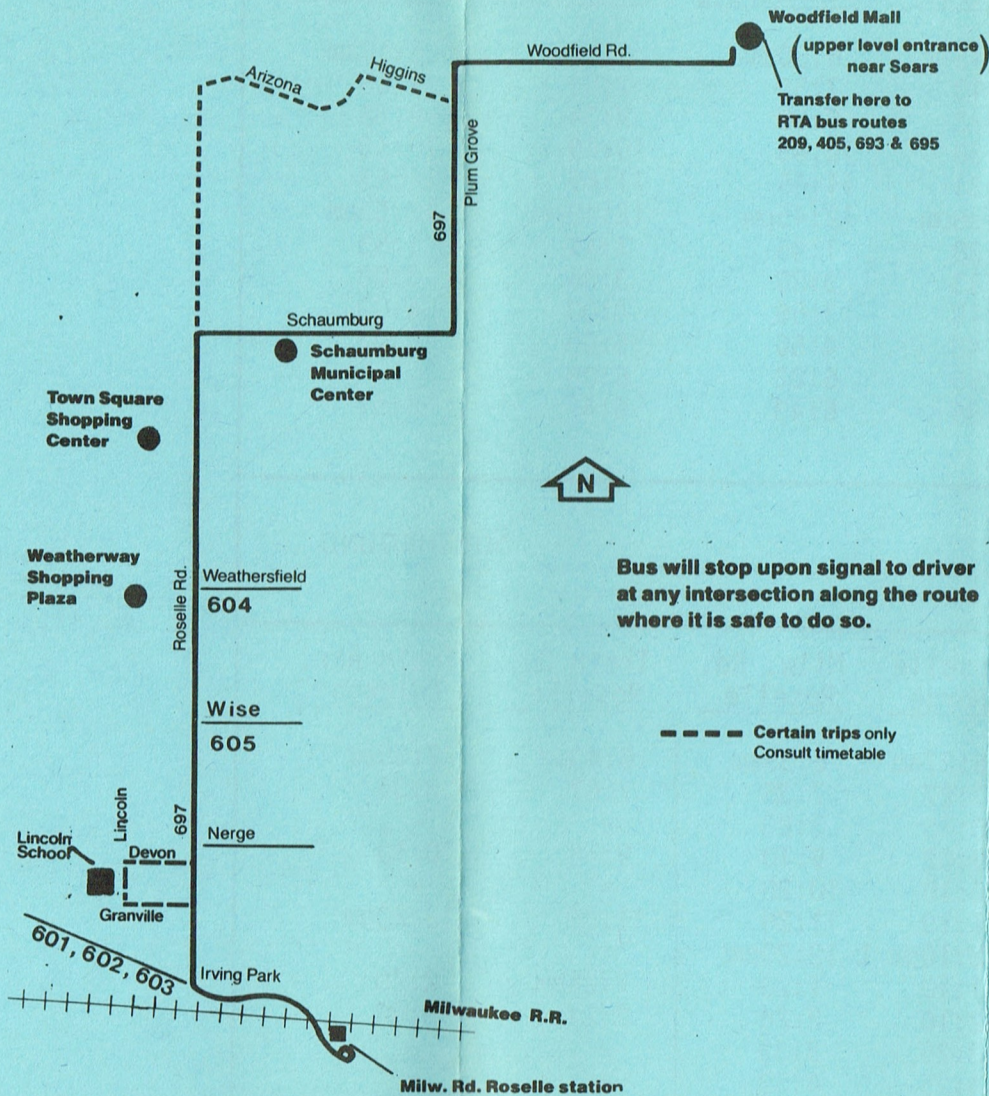 Woodfield Mall
(upper level entrance)
near Sears
Woodfield Rd.
Higgins
Arizona
Transfer here to
RTA bus routes
209, 405, 693 & 695
Plum Grove
697
Schaumburg
Schaumburg
Municipal
Center
Town Square
Shopping
Center
N
Weatherway
Shopping
Plaza
Roselle Rd.
Weathersfield
604
Bus will stop upon signal to driver
at any intersection along the route
where it is safe to do so.
Wise
605
Certain trips only
Consult timetable
Lincoln
697
Nerge
Lincoln
School
Devon
Granville
601, 602, 603
Irving Park
Milwaukee R.R.
Milw. Rd. Roselle station